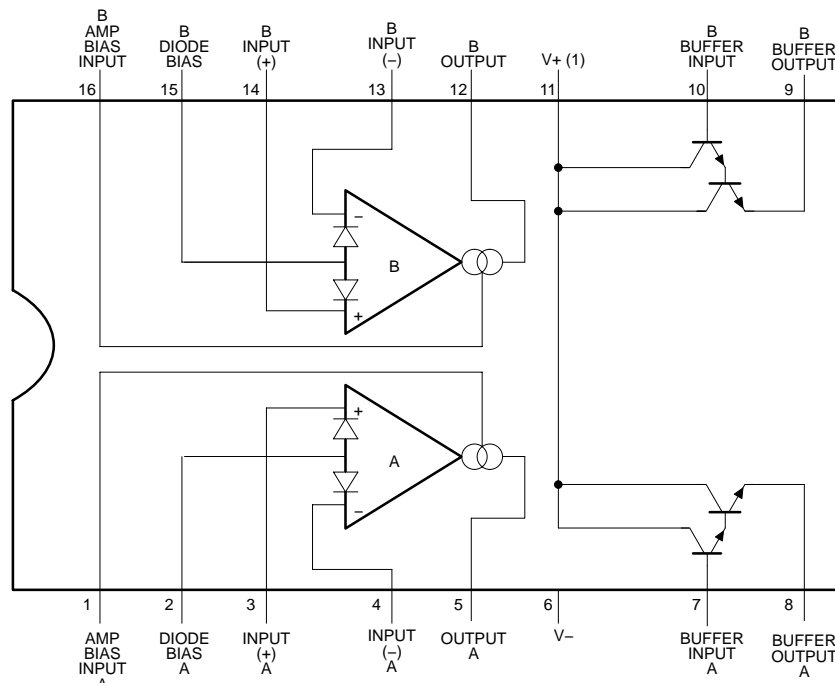 B
AMP
BIAS
INPUT
B
DIODE
BIAS
B
INPUT
(+)
B
INPUT
(–)
B
OUTPUT
V+ (1)
B
BUFFER
INPUT
B
BUFFER
OUTPUT
16 15 14 13 12 11 10 9
–
B
+
+
A
–
1 2 3 4 5 6 7 8
AMP
BIAS
INPUT
A
DIODE
BIAS
A
INPUT
(+)
A
INPUT
(–)
A
OUTPUT
A
V–
BUFFER
INPUT
A
BUFFER
OUTPUT
A